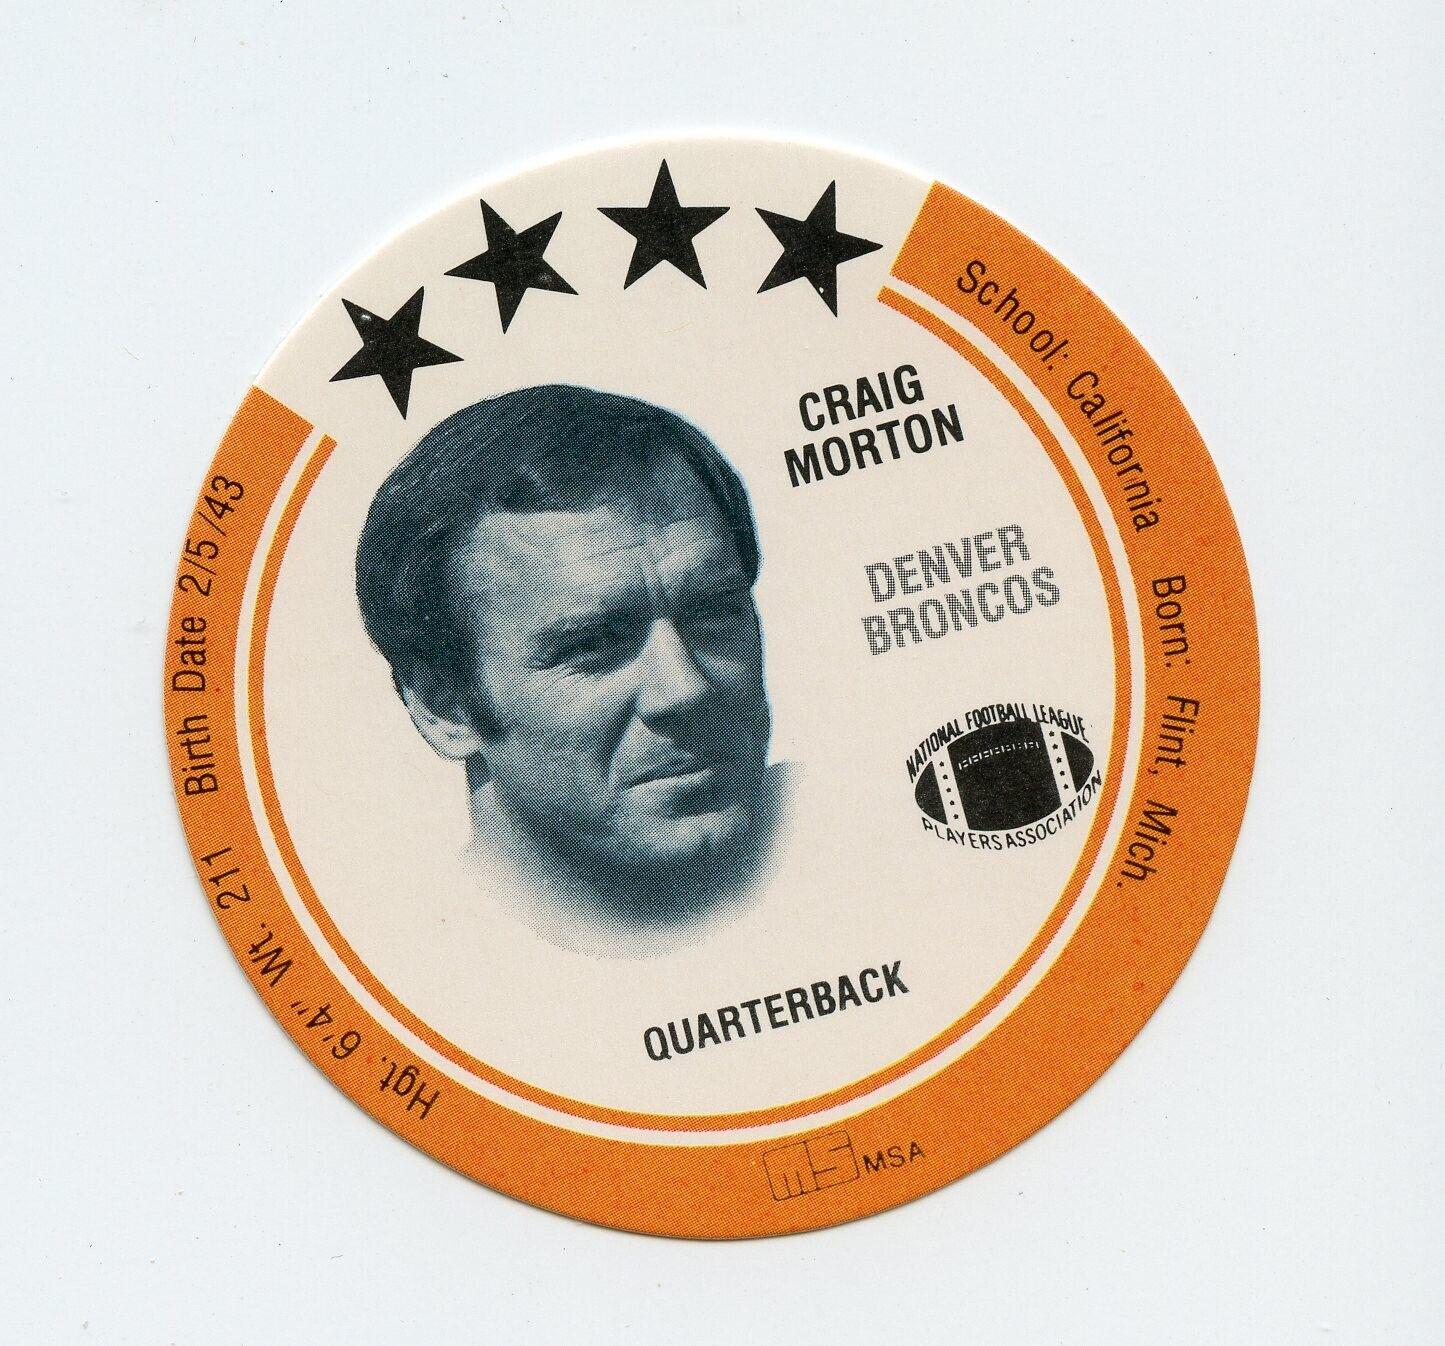 CRAIG
MORTON
DENVER
BRONCOS
NATIONAL FOOTBALL LEAGUE
PLAYERS ASSOCIATION
QUARTERBACK
School: California Born: Flint, Mich.
Hgt. 6'4" Wt. 211 Birth Date 2/5/43
MS MSA